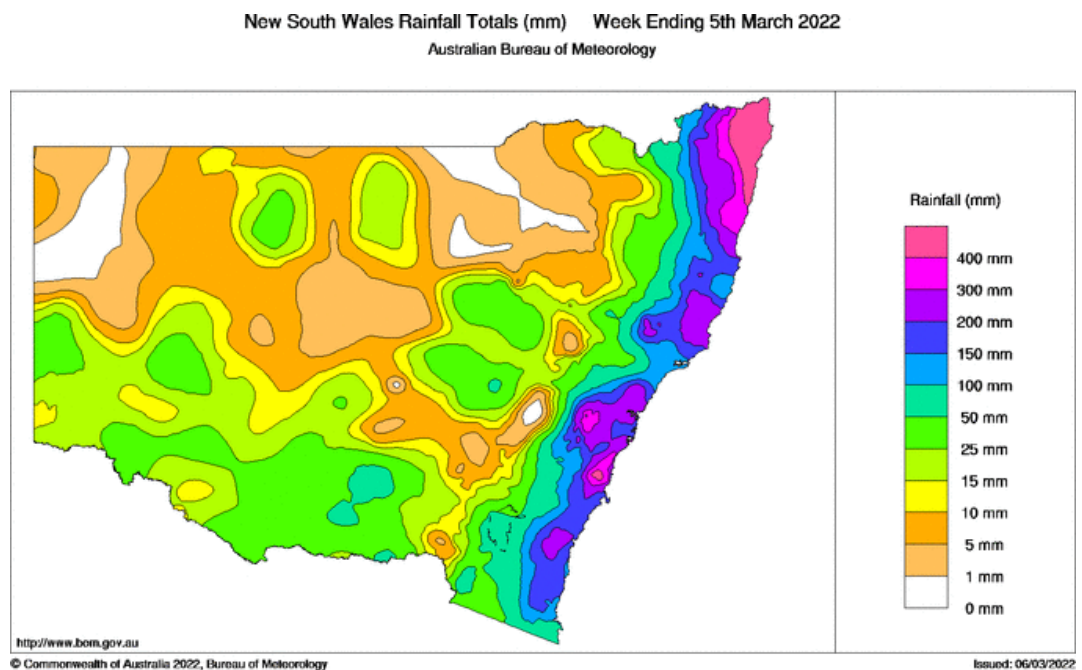 New South Wales Rainfall Totals (mm) Week Ending 5th March 2022
Australian Bureau of Meteorology
Rainfall (mm)
400 mm
300 mm
200 mm
150 mm
100 mm
50 mm
25 mm
15 mm
10 mm
5 mm
1 mm
0 mm
http://www.bom.gov.au
© Commonwealth of Australia 2022, Bureau of Meteorology
Issued: 06/03/2022